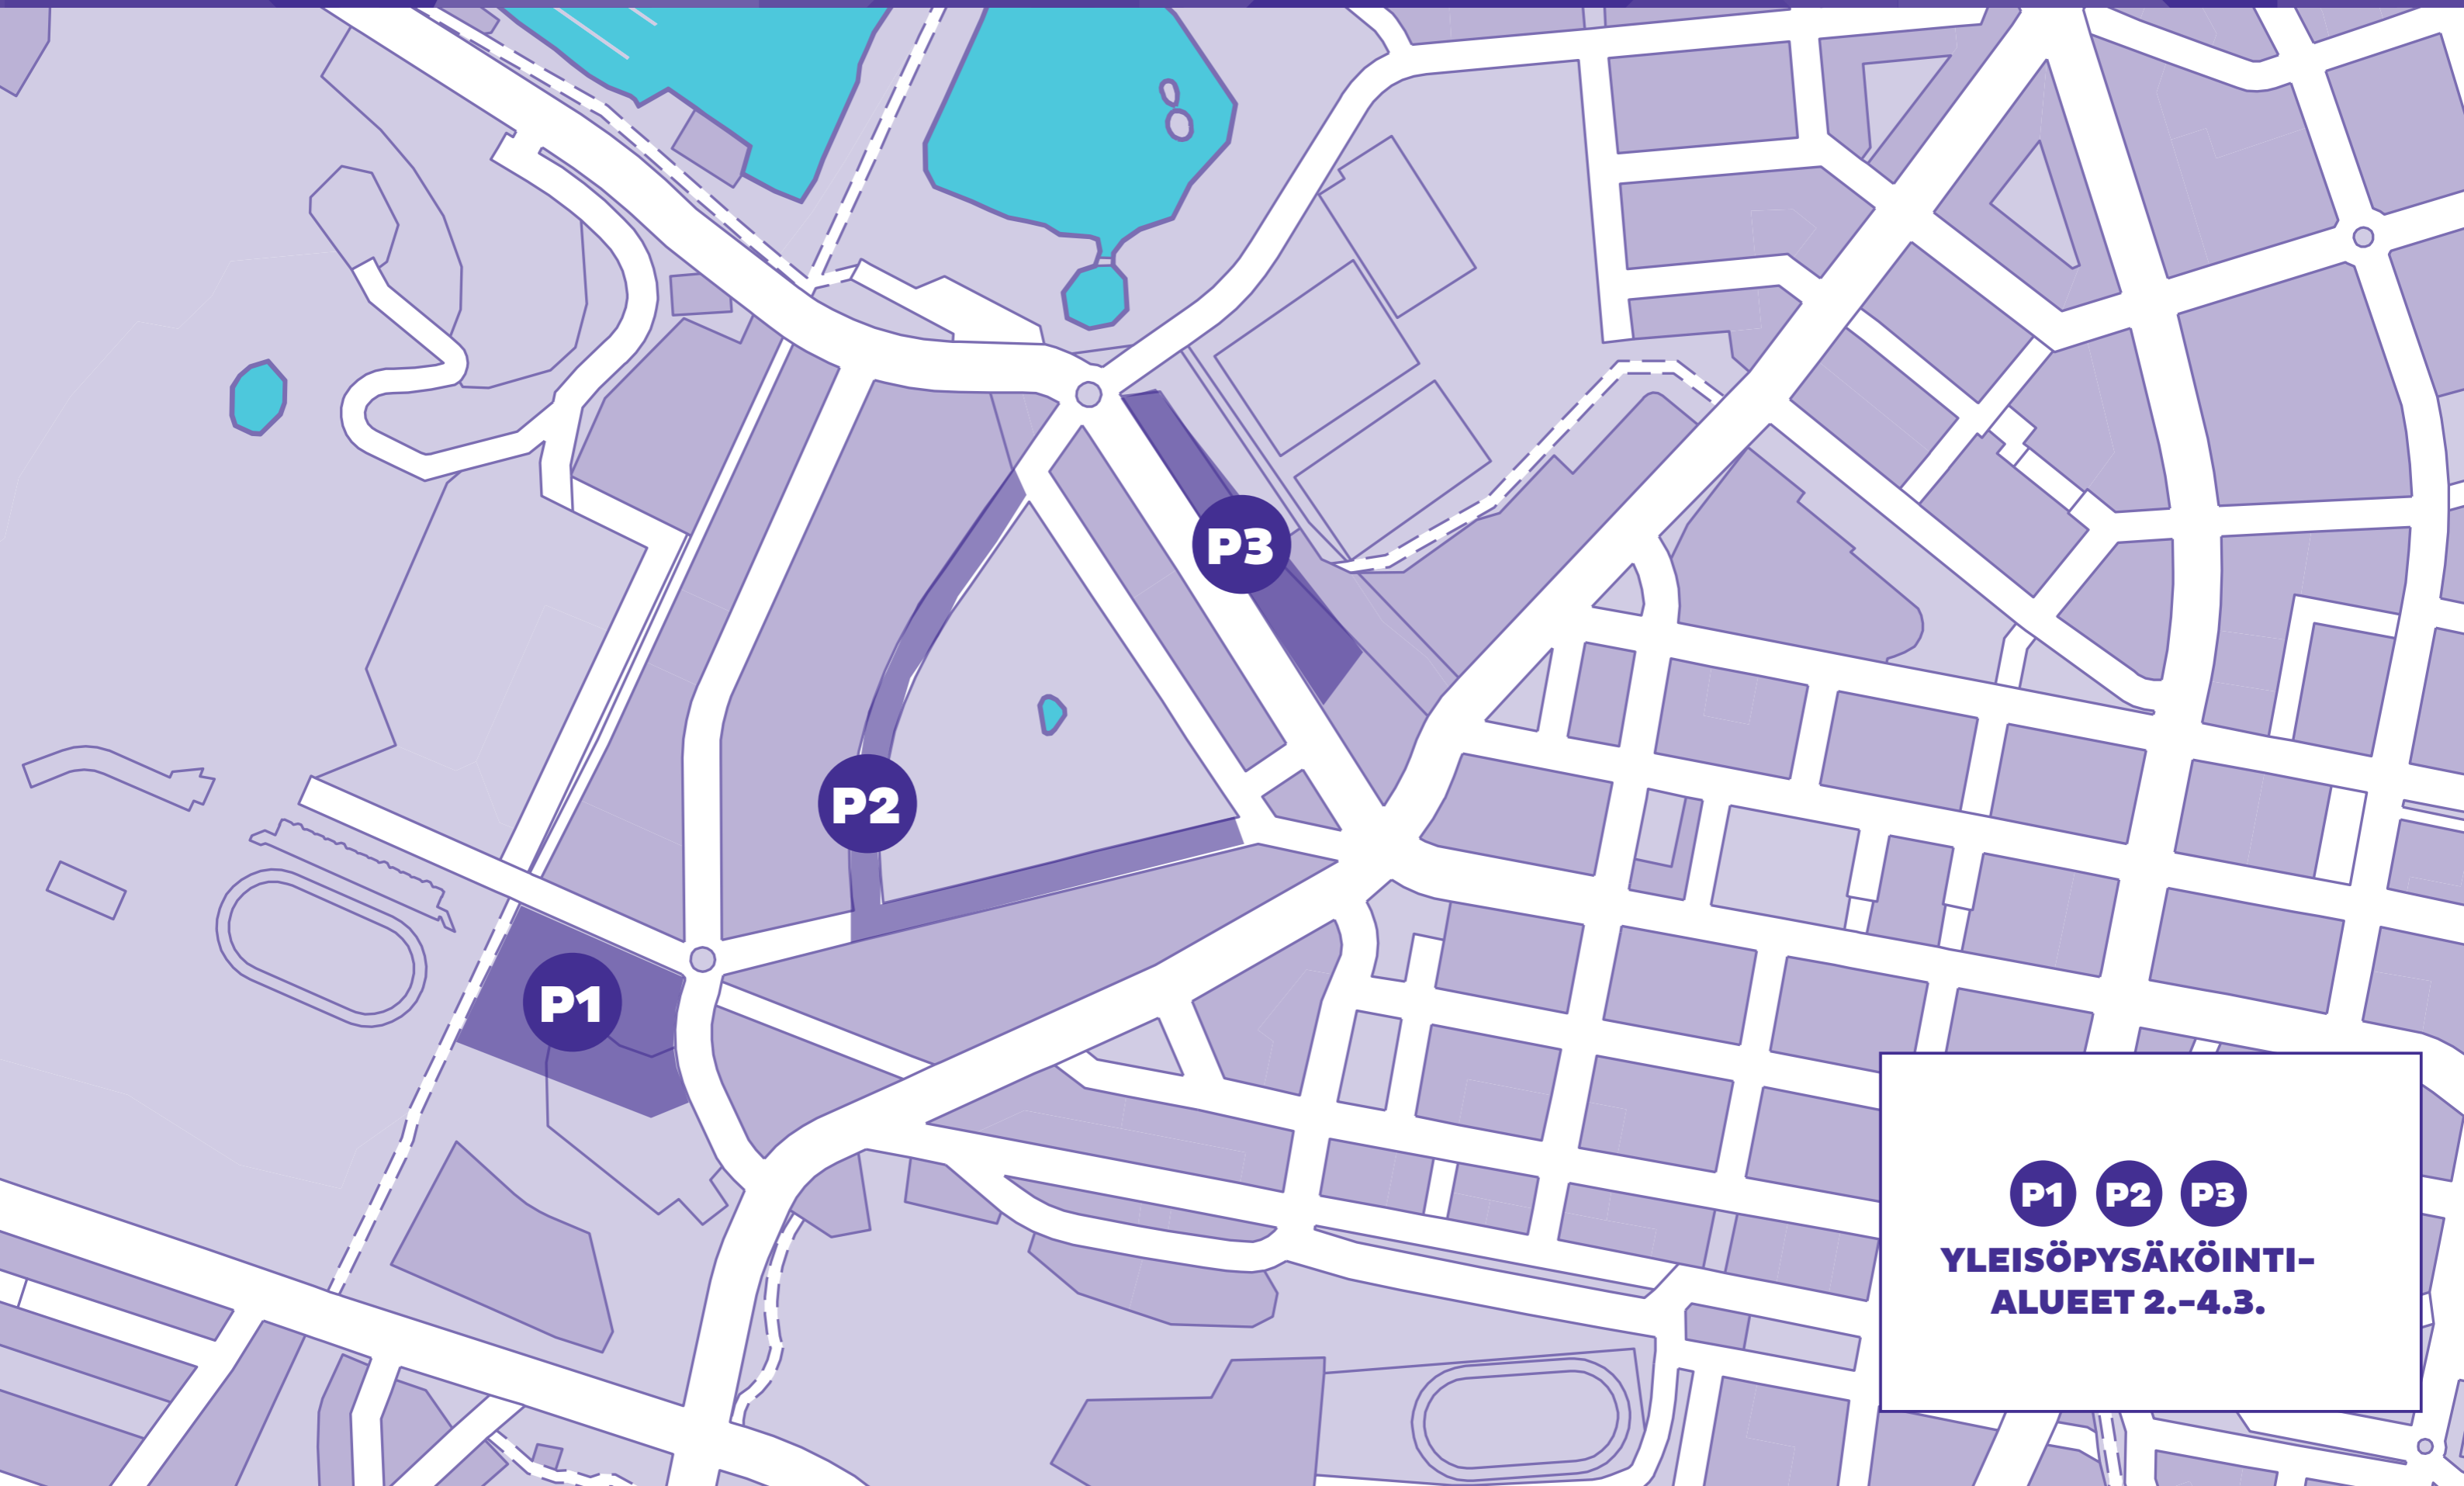 P3
P2
P1
P1 P2 P3
YLEISÖPYSÄKÖINTI-
ALUEET 2.-4.3.